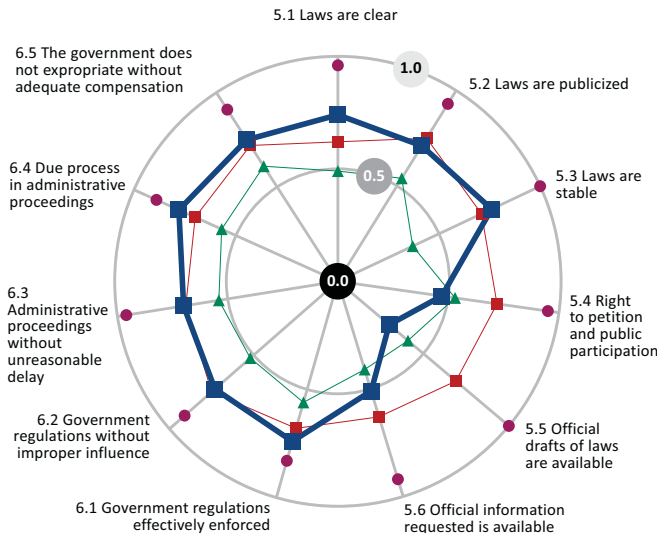 5.1 Laws are clear
6.5 The government does
not expropriate without
adequate compensation
1.0
5.2 Laws are publicized
6.4 Due process
in administrative
proceedings
0.5
5.3 Laws are
stable
0.0
6.3
Administrative
proceedings
without
unreasonable
delay
5.4 Right
to petition
and public
participation
6.2 Government
regulations without
improper influence
5.5 Official
drafts of laws
are available
6.1 Government regulations
effectively enforced
5.6 Official information
requested is available